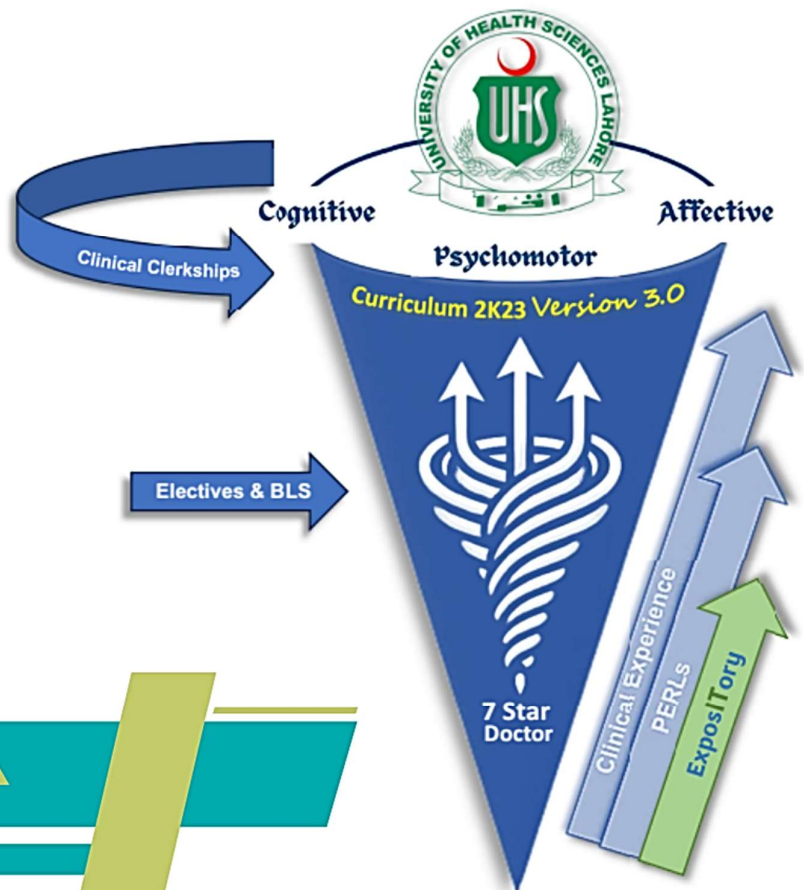 UNIVERSITY OF HEALTH SCIENCES LAHORE
UHS
Cognitive
Affective
Psychomotor
Clinical Clerkships
Curriculum 2K23 Version 3.0
Electives & BLS
7 Star
Doctor
Clinical Experience
PERLs
ExposITory